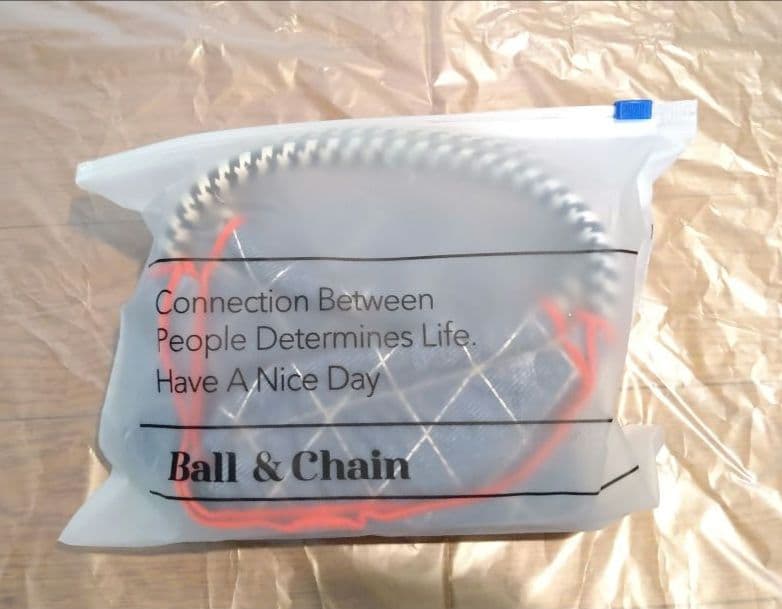 Connection Between
People Determines Life.
Have A Nice Day
Ball & Chain